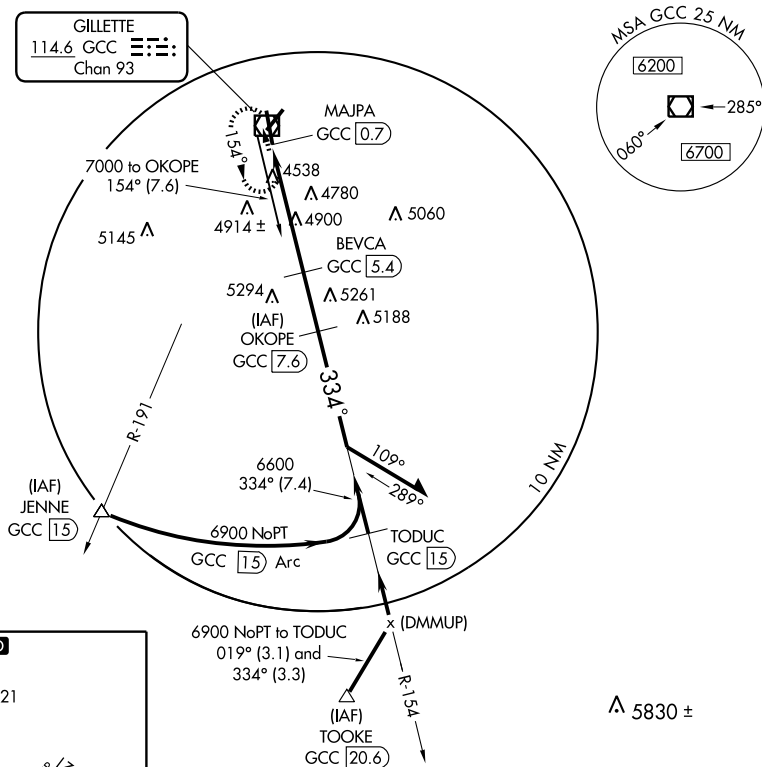 GILLETTE
114.6 GCC
Chan 93
MSA GCC 25 NM
6200
285°
060°
6700
MAJPA
GCC 0.7
154°
7000 to OKOPE
154° (7.6)
4538
4780
4914 ±
4900
5060
5145
BEVCA
GCC 5.4
5294
5261
5188
(IAF)
OKOPE
GCC 7.6
334°
R-191
109°
289°
10 NM
6600
334° (7.4)
(IAF)
JENNE
GCC 15
6900 NoPT
GCC 15 Arc
TODUC
GCC 15
x (DMMUP)
6900 NoPT to TODUC
019° (3.1) and
334° (3.3)
R-154
(IAF)
TOOKE
GCC 20.6
5830 ±
21